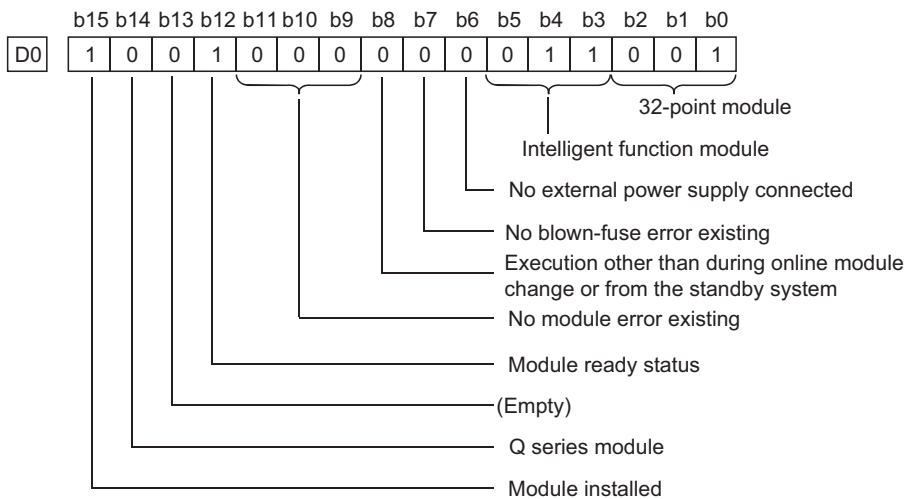 b15 b14 b13 b12 b11 b10 b9 b8 b7 b6 b5 b4 b3 b2 b1 b0
D0 1 0 0 1 0 0 0 0 0 0 0 1 1 0 0 1
32-point module
Intelligent function module
No external power supply connected
No blown-fuse error existing
Execution other than during online module
change or from the standby system
No module error existing
Module ready status
(Empty)
Q series module
Module installed